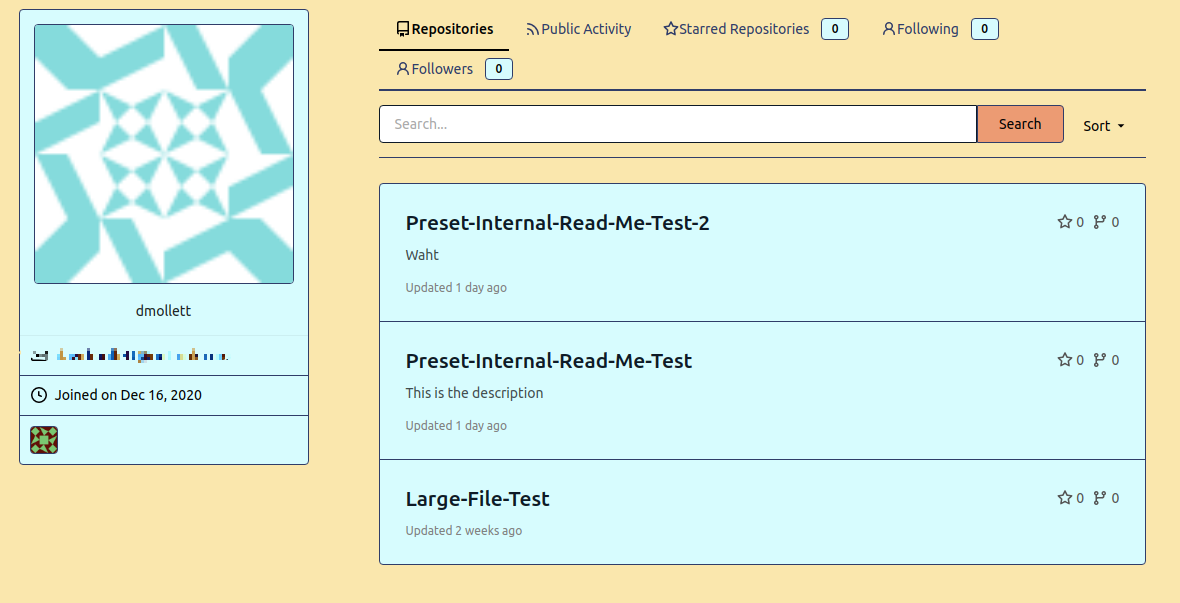 Repositories Public Activity Starred Repositories 0 Following 0
Followers 0
Search...
Search
Sort
dmollett
Joined on Dec 16, 2020
Preset-Internal-Read-Me-Test-2 0 0
Waht
Updated 1 day ago
Preset-Internal-Read-Me-Test 0 0
This is the description
Updated 1 day ago
Large-File-Test 0 0
Updated 2 weeks ago